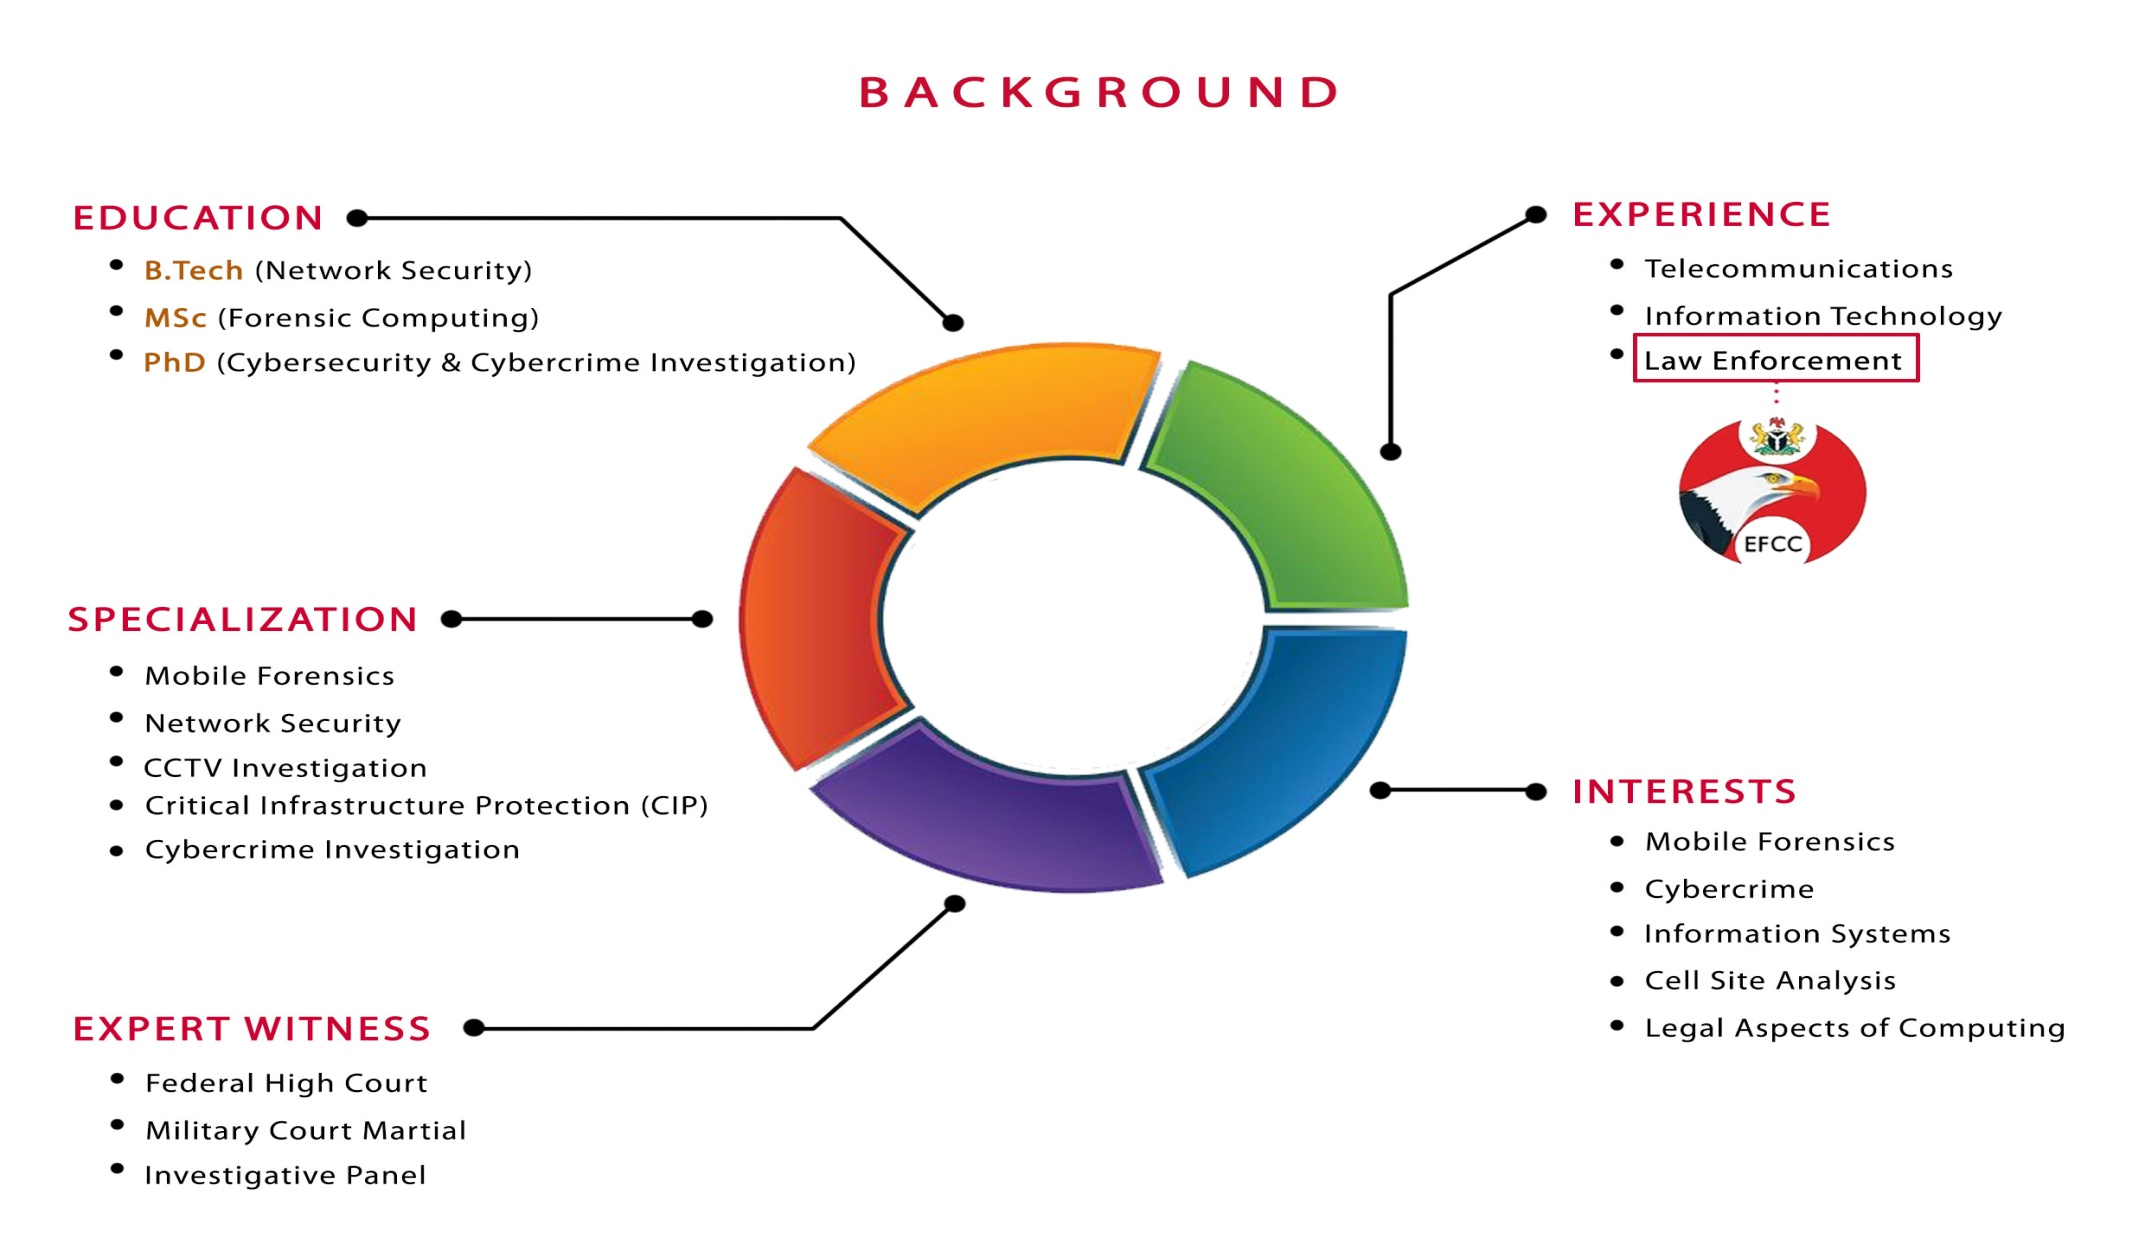 BACKGROUND
EDUCATION
• B.Tech (Network Security)
• MSc (Forensic Computing)
• PhD (Cybersecurity & Cybercrime Investigation)
EXPERIENCE
• Telecommunications
• Information Technology
• Law Enforcement
EFCC
SPECIALIZATION
• Mobile Forensics
• Network Security
• CCTV Investigation
• Critical Infrastructure Protection (CIP)
• Cybercrime Investigation
INTERESTS
• Mobile Forensics
• Cybercrime
• Information Systems
• Cell Site Analysis
• Legal Aspects of Computing
EXPERT WITNESS
• Federal High Court
• Military Court Martial
• Investigative Panel